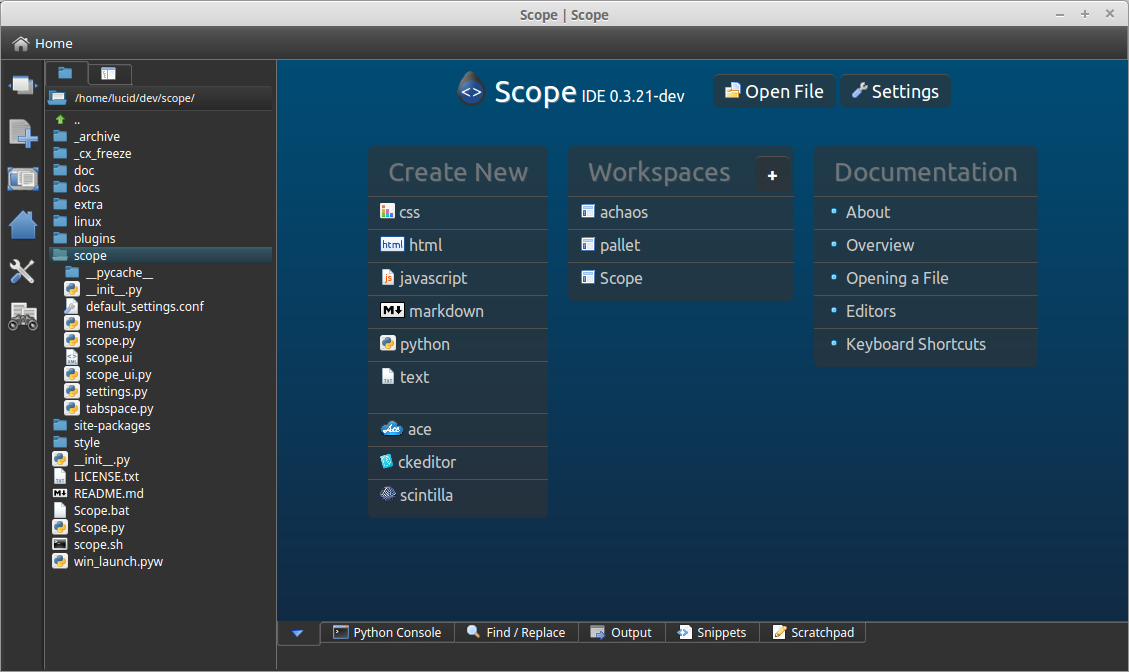 Scope | Scope
Home
/home/lucid/dev/scope/
..
_archive
_cx_freeze
doc
docs
extra
linux
plugins
scope
__pycache__
__init__.py
default_settings.conf
menus.py
scope.py
scope.ui
scope_ui.py
settings.py
tabspace.py
site-packages
style
__init__.py
LICENSE.txt
README.md
Scope.bat
Scope.py
scope.sh
win_launch.pyw
Scope IDE 0.3.21-dev
Open File
Settings
Create New
css
html html
javascript
M markdown
python
text
ace
ckeditor
scintilla
Workspaces +
achaos
pallet
Scope
Documentation
About
Overview
Opening a File
Editors
Keyboard Shortcuts
Python Console
Find / Replace
Output
Snippets
Scratchpad